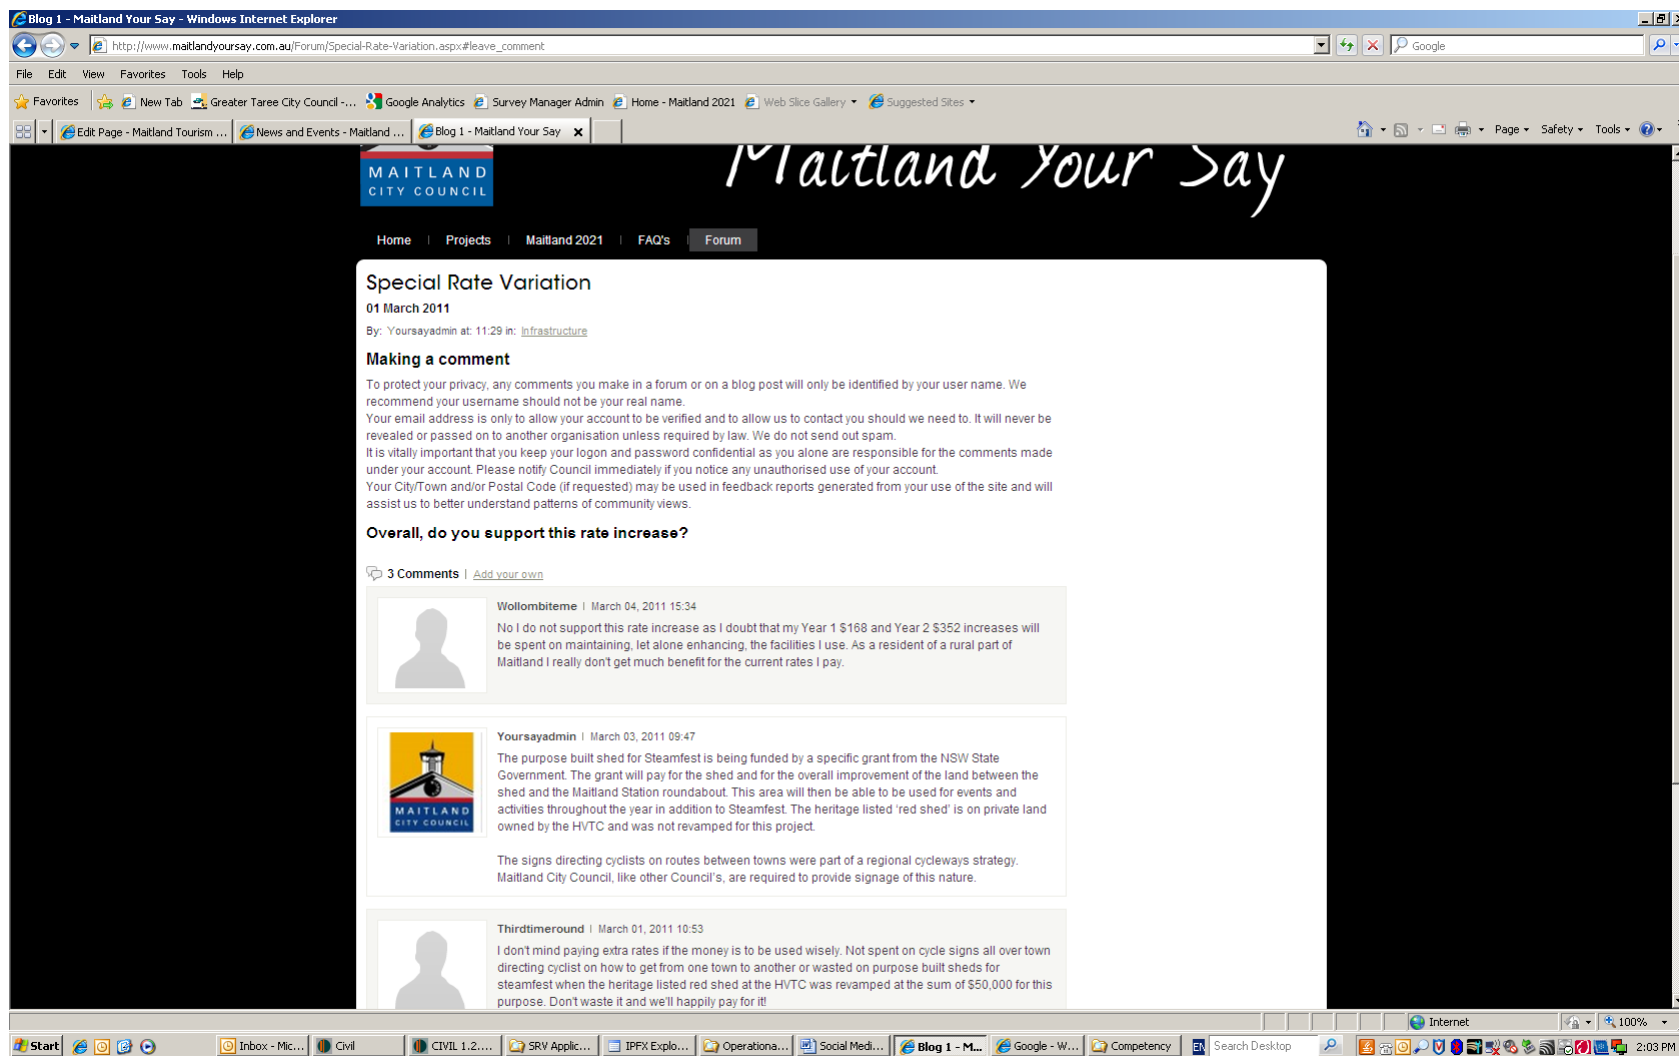 Blog 1 - Maitland Your Say - Windows Internet Explorer
http://www.maitlandyoursay.com.au/Forum/Special-Rate-Variation.aspx#leave_comment
Google
File Edit View Favorites Tools Help
Favorites New Tab Greater Taree City Council -... Google Analytics Survey Manager Admin Home - Maitland 2021 Web Slice Gallery Suggested Sites
Edit Page - Maitland Tourism ... News and Events - Maitland ... Blog 1 - Maitland Your Say Page Safety Tools
MAITLAND
CITY COUNCIL
Maitland Your Say
Home | Projects | Maitland 2021 | FAQ's | Forum
Special Rate Variation
01 March 2011
By: Yoursayadmin at: 11:29 in: Infrastructure
Making a comment
To protect your privacy, any comments you make in a forum or on a blog post will only be identified by your user name. We
recommend your username should not be your real name.
Your email address is only to allow your account to be verified and to allow us to contact you should we need to. It will never be
revealed or passed on to another organisation unless required by law. We do not send out spam.
It is vitally important that you keep your logon and password confidential as you alone are responsible for the comments made
under your account. Please notify Council immediately if you notice any unauthorised use of your account.
Your City/Town and/or Postal Code (if requested) may be used in feedback reports generated from your use of the site and will
assist us to better understand patterns of community views.
Overall, do you support this rate increase?
3 Comments | Add your own
Wollombiteme | March 04, 2011 15:34
No I do not support this rate increase as I doubt that my Year 1 $168 and Year 2 $352 increases will
be spent on maintaining, let alone enhancing, the facilities I use. As a resident of a rural part of
Maitland I really don't get much benefit for the current rates I pay.
Yoursayadmin | March 03, 2011 09:47
The purpose built shed for Steamfest is being funded by a specific grant from the NSW State
Government. The grant will pay for the shed and for the overall improvement of the land between the
shed and the Maitland Station roundabout. This area will then be able to be used for events and
activities throughout the year in addition to Steamfest. The heritage listed 'red shed' is on private land
owned by the HVTC and was not revamped for this project.
MAITLAND
CITY COUNCIL
The signs directing cyclists on routes between towns were part of a regional cycleways strategy.
Maitland City Council, like other Council's, are required to provide signage of this nature.
Thirdtimeround | March 01, 2011 10:53
I don't mind paying extra rates if the money is to be used wisely. Not spent on cycle signs all over town
directing cyclist on how to get from one town to another or wasted on purpose built sheds for
steamfest when the heritage listed red shed at the HVTC was revamped at the sum of $50,000 for this
purpose. Don't waste it and we'll happily pay for it!
Internet 100%
Start Inbox - Mic... Civil CIVIL 1.2.... SRV Applic... IPFX Explo... Operationa... Social Medi... Blog 1 - M... Google - W... Competency EN Search Desktop 2:03 PM